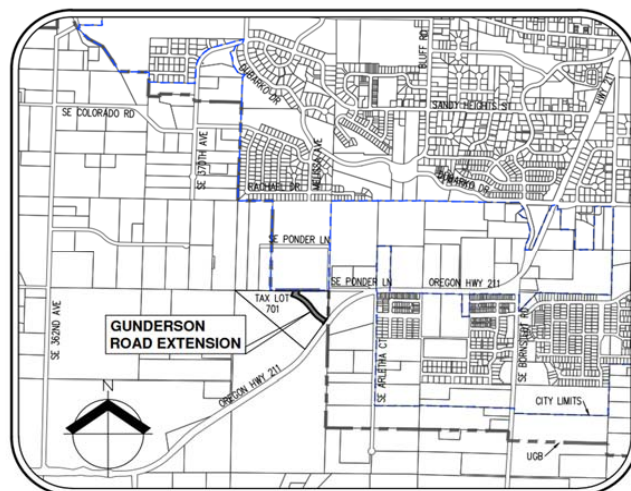 BLUFF RD
HWY 211
DUBARKO DR
SANDY HEIGHTS ST
SE COLORADO RD
SE 370TH AVE
MELISSA AVE
RACHAEL DR
DUBARKO DR
SE PONDER LN
SE PONDER LN
OREGON HWY 211
TAX LOT
701
GUNDERSON
ROAD EXTENSION
SE 362ND AVE
OREGON HWY 211
SE ARLETHA CT
SE BORNSTEDT RD
CITY LIMITS
N
UGB